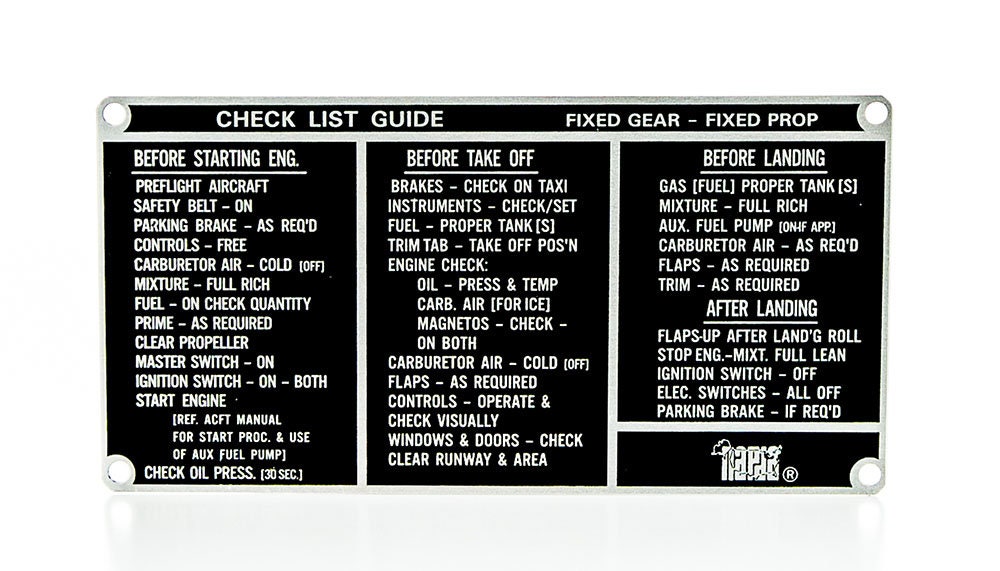 CHECK LIST GUIDE FIXED GEAR – FIXED PROP
BEFORE STARTING ENG.
PREFLIGHT AIRCRAFT
SAFETY BELT – ON
PARKING BRAKE – AS REQ'D
CONTROLS – FREE
CARBURETOR AIR – COLD [OFF]
MIXTURE – FULL RICH
FUEL – ON CHECK QUANTITY
PRIME – AS REQUIRED
CLEAR PROPELLER
MASTER SWITCH – ON
IGNITION SWITCH – ON – BOTH
START ENGINE
[REF. ACFT MANUAL
FOR START PROC. & USE
OF AUX FUEL PUMP]
CHECK OIL PRESS. [30 SEC.]
BEFORE TAKE OFF
BRAKES – CHECK ON TAXI
INSTRUMENTS – CHECK/SET
FUEL – PROPER TANK[S]
TRIM TAB – TAKE OFF POS'N
ENGINE CHECK:
OIL – PRESS & TEMP
CARB. AIR [FOR ICE]
MAGNETOS – CHECK –
ON BOTH
CARBURETOR AIR – COLD [OFF]
FLAPS – AS REQUIRED
CONTROLS – OPERATE &
CHECK VISUALLY
WINDOWS & DOORS – CHECK
CLEAR RUNWAY & AREA
BEFORE LANDING
GAS [FUEL] PROPER TANK[S]
MIXTURE – FULL RICH
AUX. FUEL PUMP [ON-IF APP.]
CARBURETOR AIR – AS REQ'D
FLAPS – AS REQUIRED
TRIM – AS REQUIRED
AFTER LANDING
FLAPS-UP AFTER LAND'G ROLL
STOP ENG.-MIXT. FULL LEAN
IGNITION SWITCH – OFF
ELEC. SWITCHES – ALL OFF
PARKING BRAKE – IF REQ'D
®